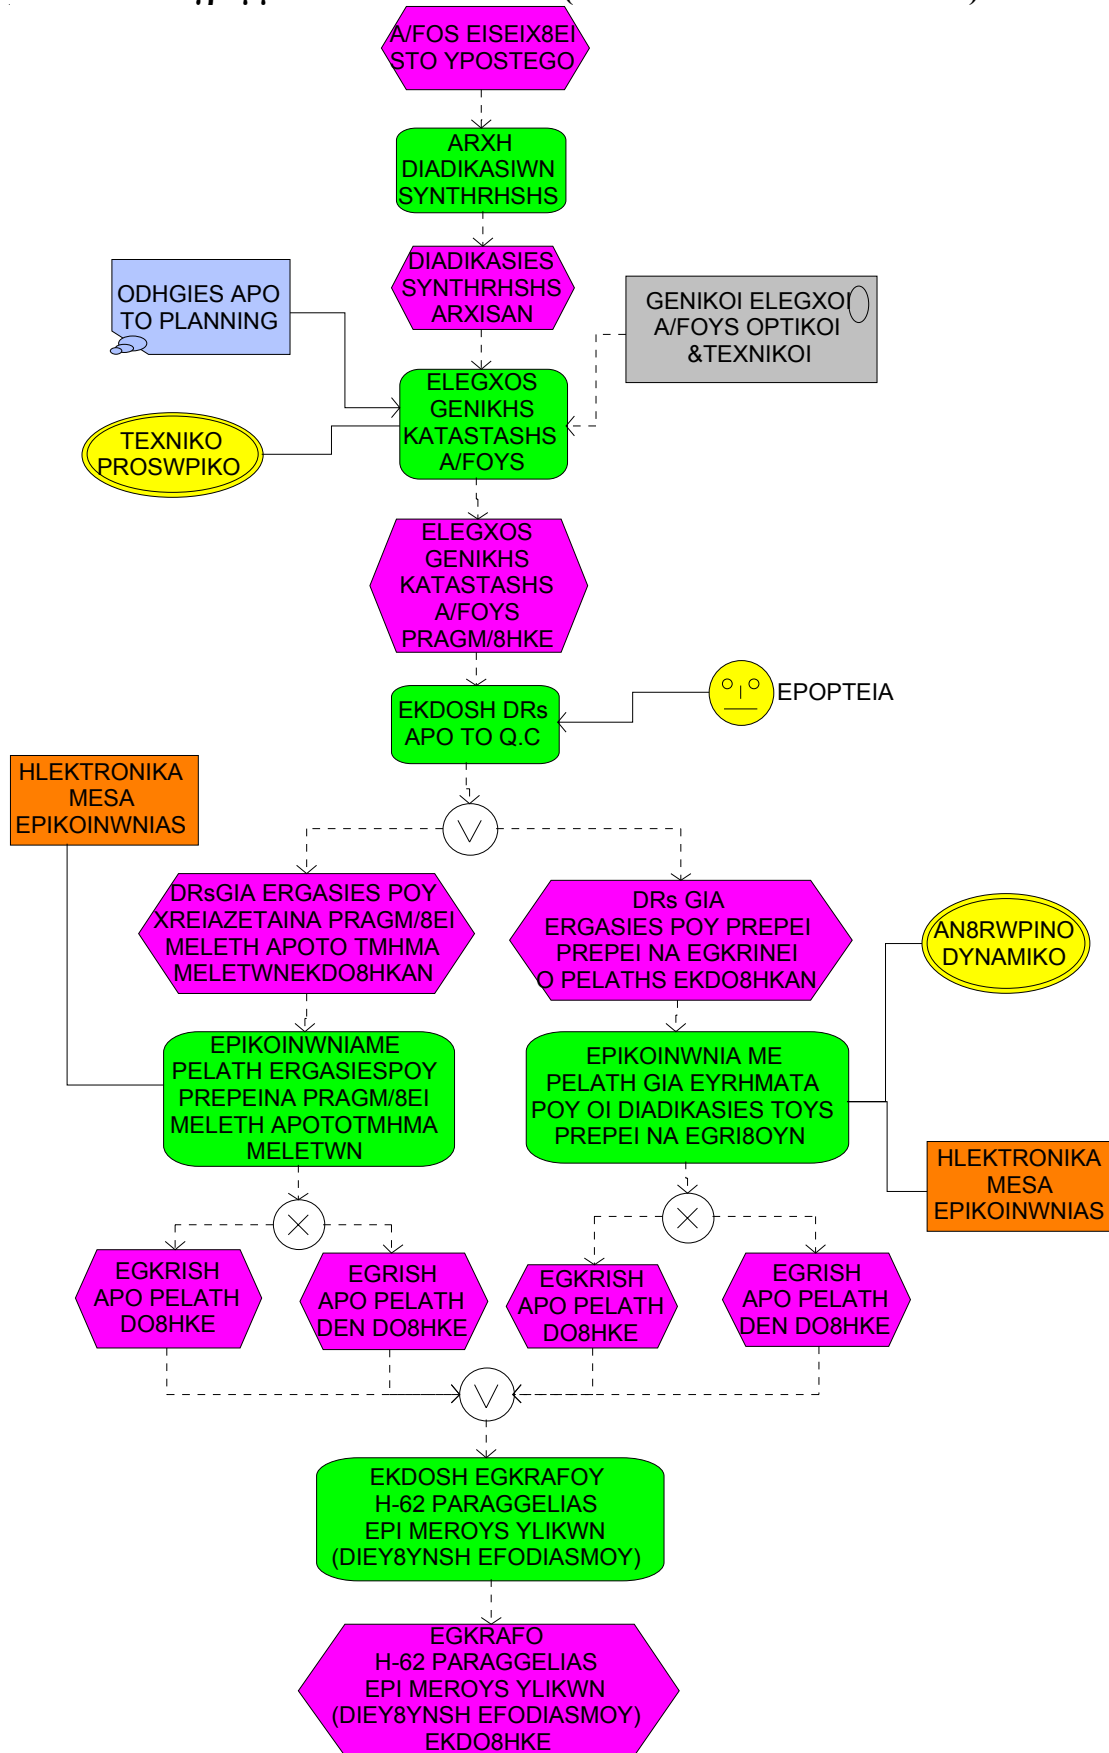 A/FOS EISEIX8EI
STO YPOSTEGO
ARXH
DIADIKASIWN
SYNTHRHSHS
DIADIKASIES
SYNTHRHSHS
ARXISAN
ODHGIES APO
TO PLANNING
GENIKOI ELEGXOI
A/FOYS OPTIKOI
&TEXNIKOI
ELEGXOS
GENIKHS
KATASTASHS
A/FOYS
TEXNIKO
PROSWPIKO
ELEGXOS
GENIKHS
KATASTASHS
A/FOYS
PRAGM/8HKE
EKDOSH DRs
APO TO Q.C
EPOPTEIA
HLEKTRONIKA
MESA
EPIKOINWNIAS
DRsGIA ERGASIES POY
XREIAZETAINA PRAGM/8EI
MELETH APOTO TMHMA
MELETWNEKDO8HKAN
DRs GIA
ERGASIES POY PREPEI
PREPEI NA EGKRINEI
O PELATHS EKDO8HKAN
AN8RWPINO
DYNAMIKO
EPIKOINWNIAME
PELATH ERGASIESPOY
PREPEINA PRAGM/8EI
MELETH APOTOTMHMA
MELETWN
EPIKOINWNIA ME
PELATH GIA EYRHMATA
POY OI DIADIKASIES TOYS
PREPEI NA EGRI8OYN
HLEKTRONIKA
MESA
EPIKOINWNIAS
EGKRISH
APO PELATH
DO8HKE
EGRISH
APO PELATH
DEN DO8HKE
EGKRISH
APO PELATH
DO8HKE
EGRISH
APO PELATH
DEN DO8HKE
EKDOSH EGKRAFOY
H-62 PARAGGELIAS
EPI MEROYS YLIKWN
(DIEY8YNSH EFODIASMOY)
EGKRAFO
H-62 PARAGGELIAS
EPI MEROYS YLIKWN
(DIEY8YNSH EFODIASMOY)
EKDO8HKE